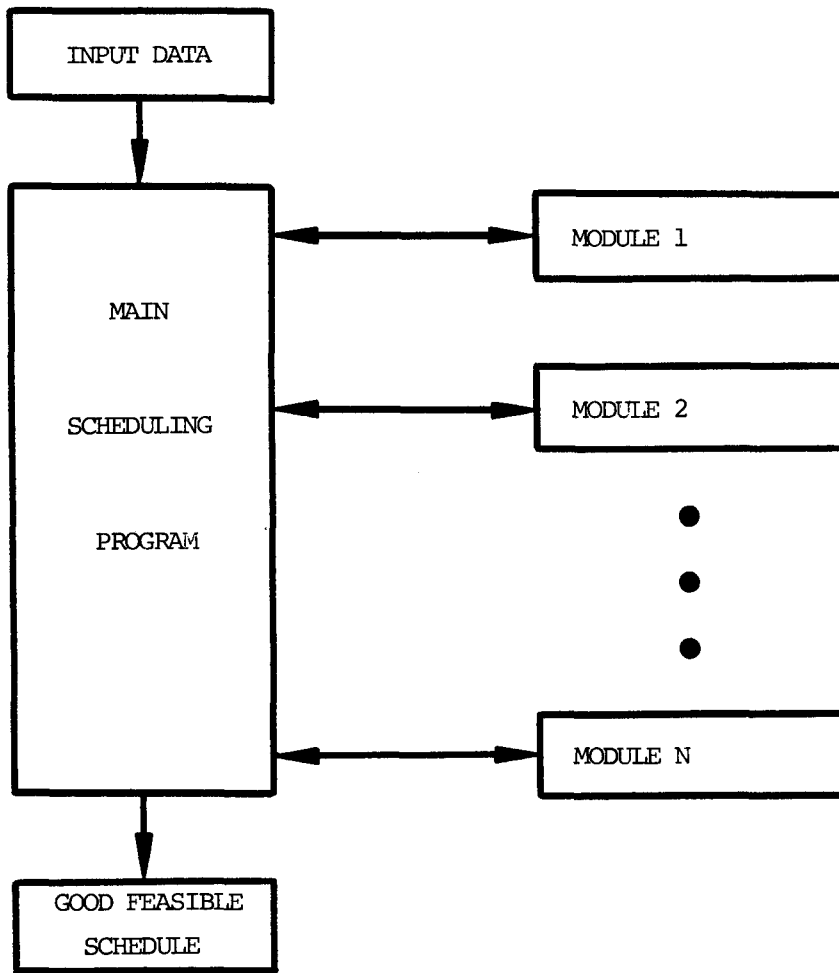 INPUT DATA
MAIN
SCHEDULING
PROGRAM
MODULE 1
MODULE 2
MODULE N
GOOD FEASIBLE
SCHEDULE